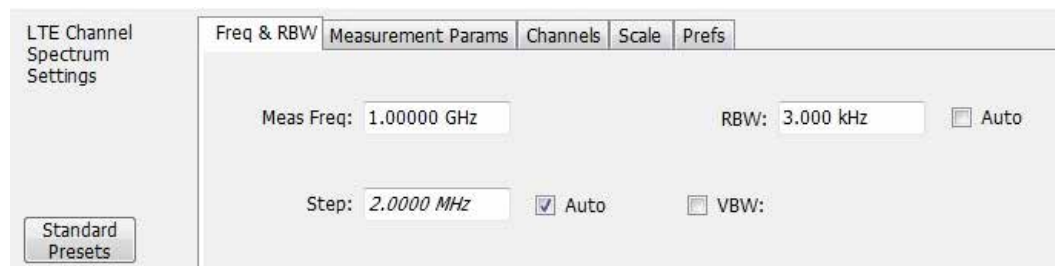 LTE Channel
Spectrum
Settings
Freq & RBW Measurement Params Channels Scale Prefs
Meas Freq: 1.00000 GHz RBW: 3.000 kHz Auto
Step: 2.0000 MHz Auto VBW:
Standard
Presets